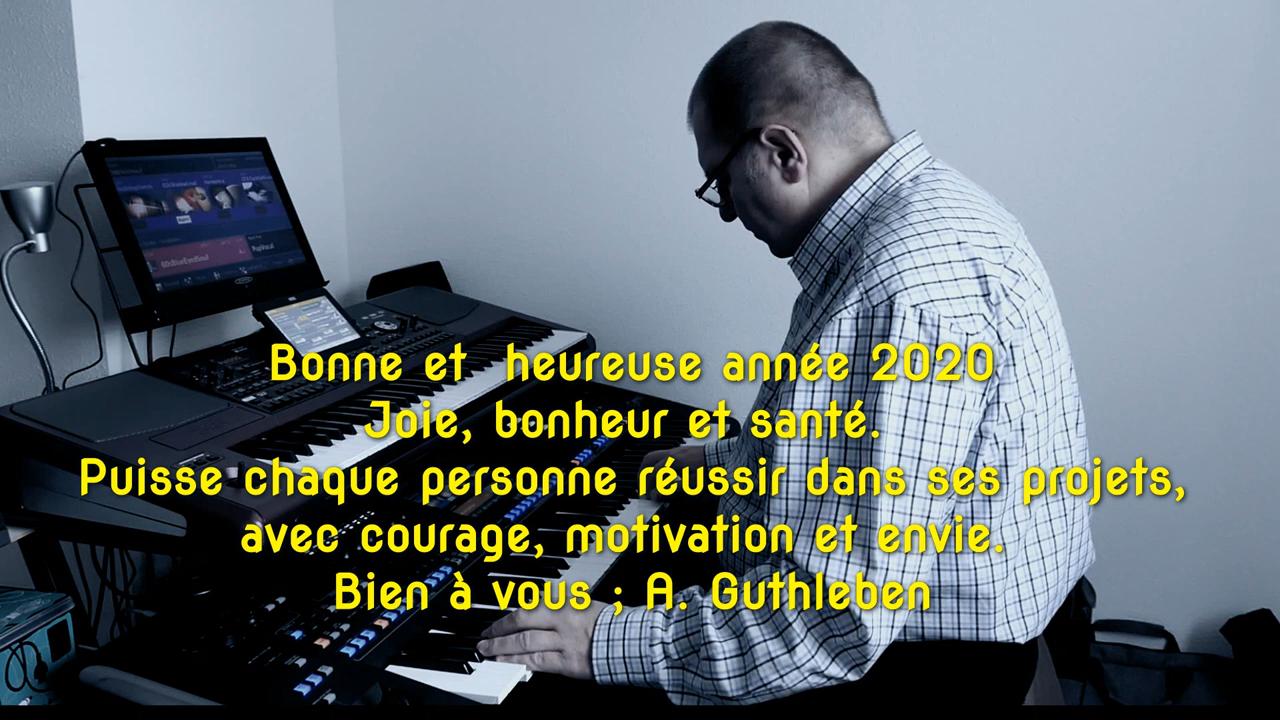 Bonne et  heureuse année 2020
Joie, bonheur et santé.
Puisse chaque personne réussir dans ses projets,
avec courage, motivation et envie.
Bien à vous ; A. Guthleben
PopVocal